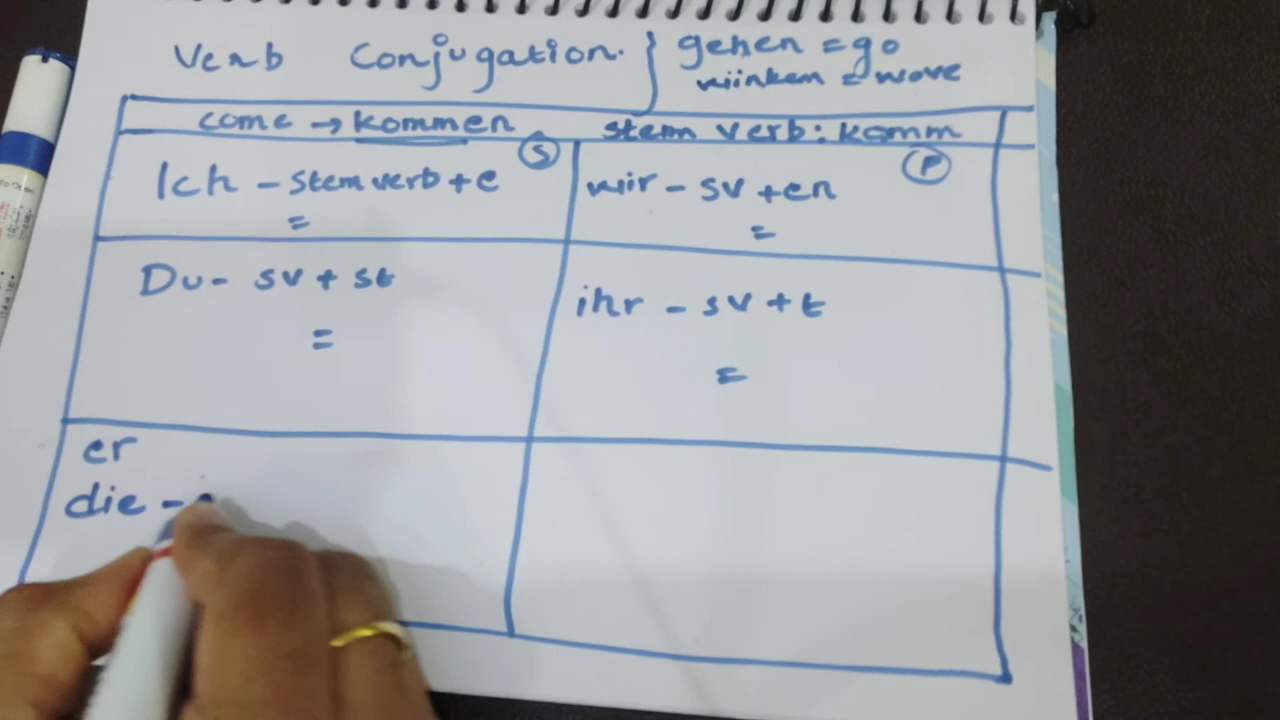 Verb Conjugation. } gehen = go
wiinken = wave
come → kommen
stem verb: komm
Ich - stem verb + e
=
S
wir - sv + en
=
P
Du - sv + st
=
ihr - sv + t
=
er
die -